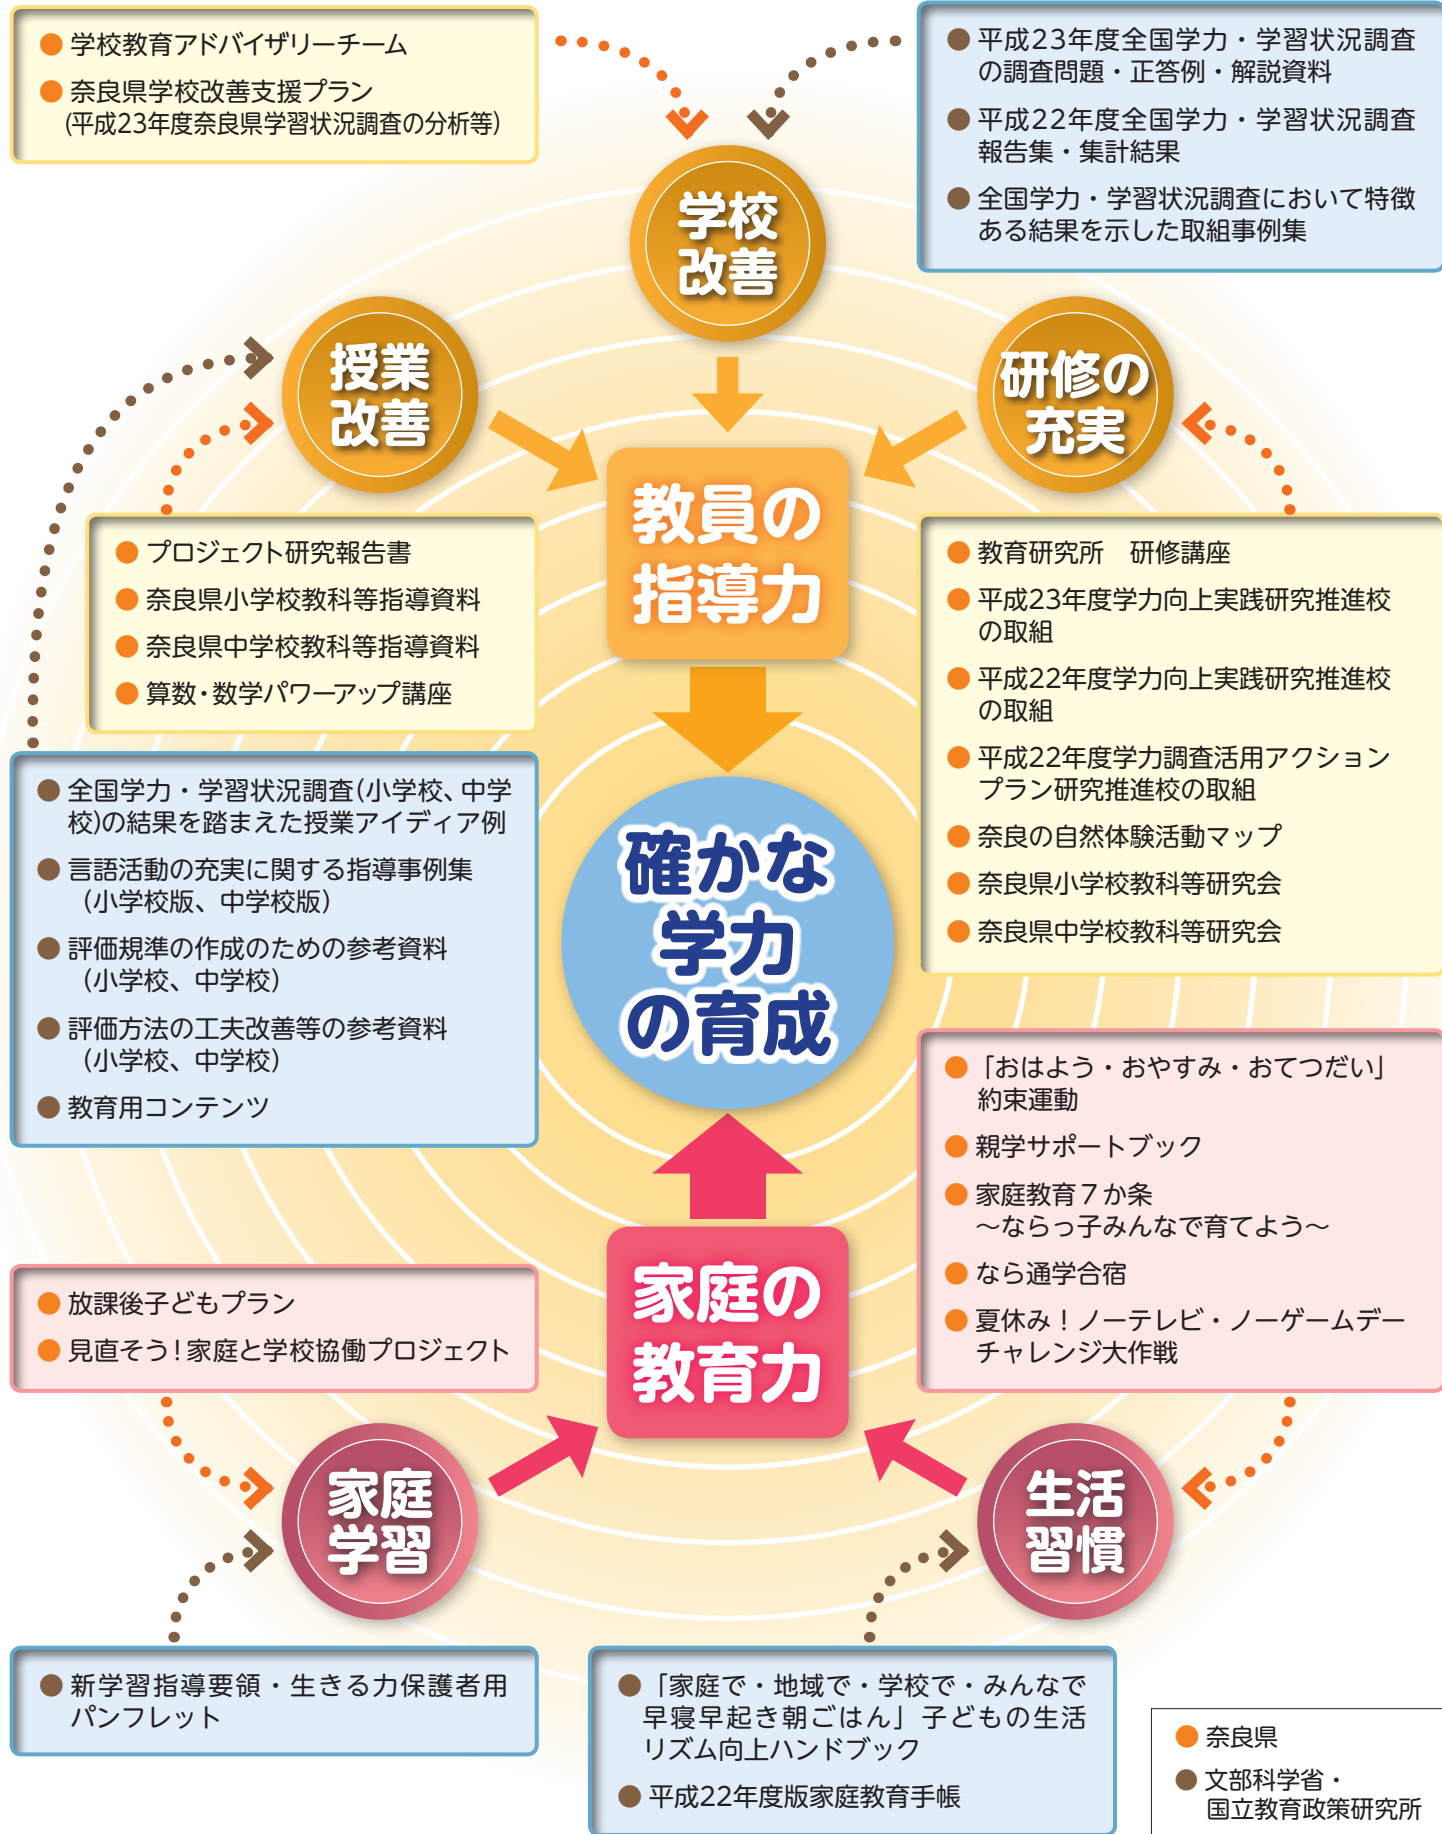 学校教育アドバイザリーチーム
奈良県学校改善支援プラン
(平成23年度奈良県学習状況調査の分析等)
平成23年度全国学力・学習状況調査
の調査問題・正答例・解説資料
平成22年度全国学力・学習状況調査
報告集・集計結果
全国学力・学習状況調査において特徴
ある結果を示した取組事例集
学校
改善
授業
改善
研修の
充実
教員の
指導力
プロジェクト研究報告書
奈良県小学校教科等指導資料
奈良県中学校教科等指導資料
算数・数学パワーアップ講座
教育研究所　研修講座
平成23年度学力向上実践研究推進校
の取組
平成22年度学力向上実践研究推進校
の取組
平成22年度学力調査活用アクション
プラン研究推進校の取組
奈良の自然体験活動マップ
奈良県小学校教科等研究会
奈良県中学校教科等研究会
全国学力・学習状況調査(小学校、中学
校)の結果を踏まえた授業アイディア例
言語活動の充実に関する指導事例集
（小学校版、中学校版）
評価規準の作成のための参考資料
（小学校、中学校）
評価方法の工夫改善等の参考資料
（小学校、中学校）
教育用コンテンツ
確かな
学力
の育成
「おはよう・おやすみ・おてつだい」
約束運動
親学サポートブック
家庭教育７か条
～ならっ子みんなで育てよう～
なら通学合宿
夏休み！ノーテレビ・ノーゲームデー
チャレンジ大作戦
放課後子どもプラン
見直そう！家庭と学校協働プロジェクト
家庭の
教育力
家庭
学習
生活
習慣
新学習指導要領・生きる力保護者用
パンフレット
「家庭で・地域で・学校で・みんなで
早寝早起き朝ごはん」子どもの生活
リズム向上ハンドブック
平成22年度版家庭教育手帳
奈良県
文部科学省・
国立教育政策研究所